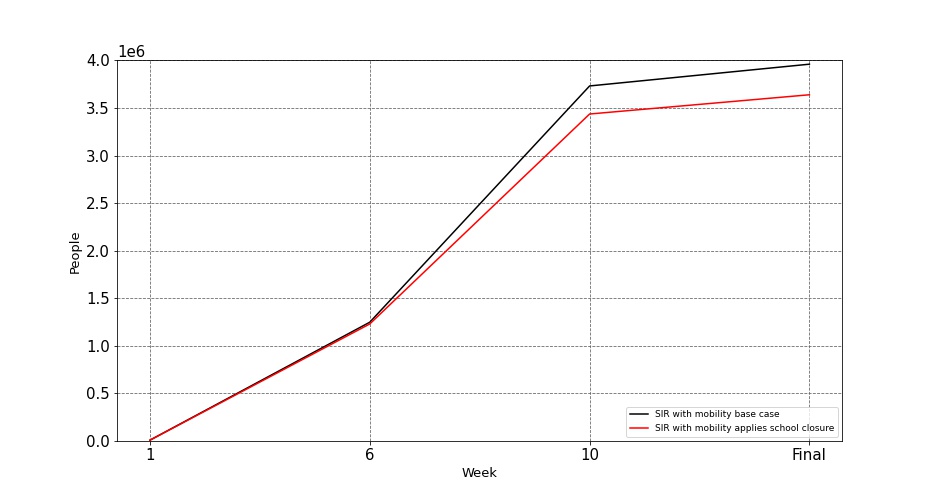 1e6
4.0
3.5
3.0
2.5
2.0
1.5
1.0
0.5
0.0
People
1 6 10 Final
Week
SIR with mobility base case
SIR with mobility applies school closure